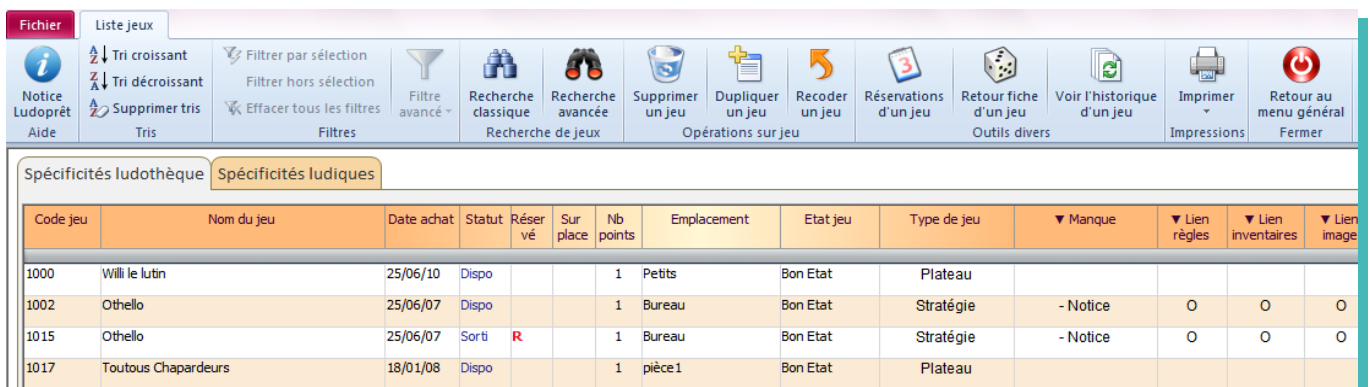 Fichier Liste jeux
Tri croissant Filtrer par sélection
Tri décroissant Filtrer hors sélection
Notice Ludoprêt Supprimer tris Effacer tous les filtres Filtre avancé Recherche classique Recherche avancée Supprimer un jeu Dupliquer un jeu Recoder un jeu Réservations d'un jeu Retour fiche d'un jeu Voir l'historique d'un jeu Imprimer Retour au menu général
Aide Tris Filtres Recherche de jeux Opérations sur jeu Outils divers Impressions Fermer
Spécificités ludothèque Spécificités ludiques
Code jeu Nom du jeu Date achat Statut Réser vé Sur place Nb points Emplacement Etat jeu Type de jeu ▼ Manque ▼ Lien règles ▼ Lien inventaires ▼ Lien image
1000 Willi le lutin 25/06/10 Dispo 1 Petits Bon Etat Plateau
1002 Othello 25/06/07 Dispo 1 Bureau Bon Etat Stratégie - Notice O O O
1015 Othello 25/06/07 Sorti R 1 Bureau Bon Etat Stratégie - Notice O O O
1017 Toutous Chapardeurs 18/01/08 Dispo 1 pièce1 Bon Etat Plateau